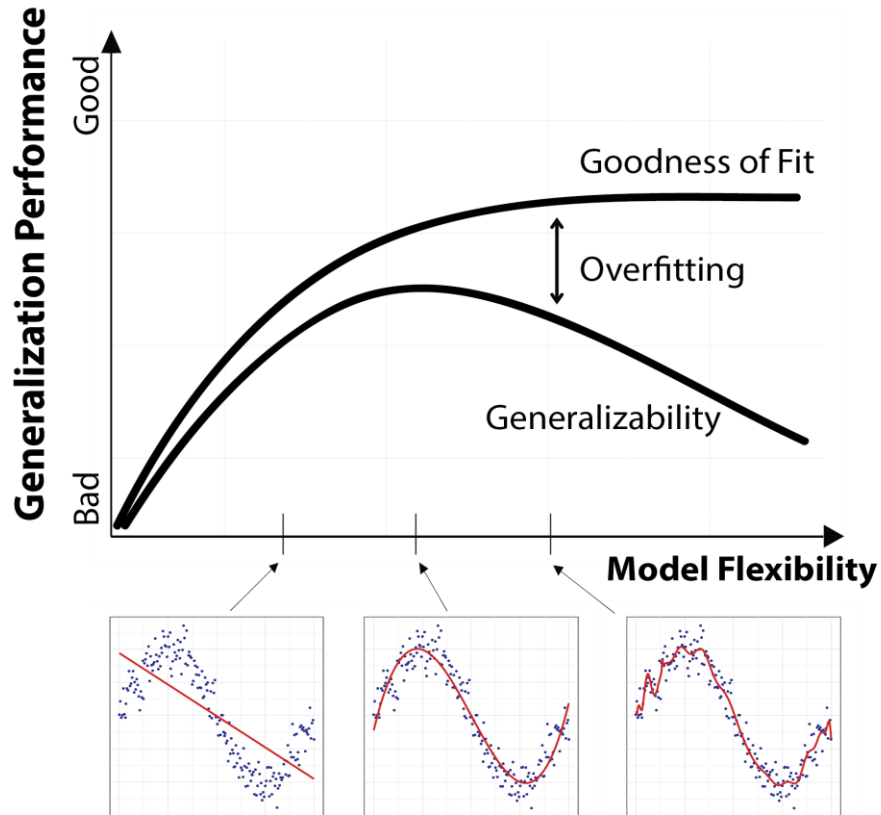 Generalization Performance
Good
Bad
Goodness of Fit
Overfitting
Generalizability
Model Flexibility